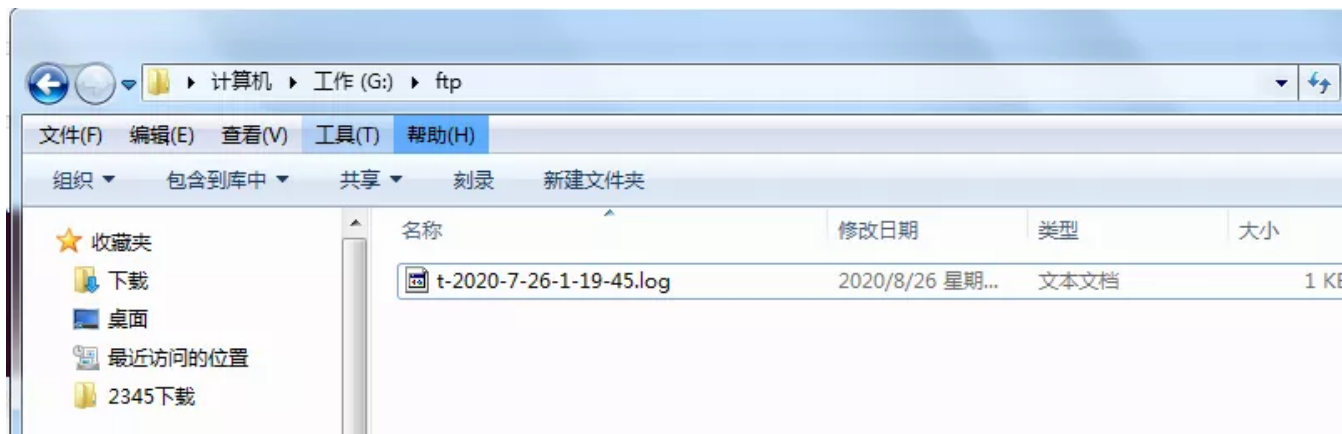 计算机 工作 (G:) ftp
文件(F) 编辑(E) 查看(V) 工具(T) 帮助(H)
组织 包含到库中 共享 刻录 新建文件夹
收藏夹
下载
桌面
最近访问的位置
2345下载
名称 修改日期 类型 大小
t-2020-7-26-1-19-45.log 2020/8/26 星期... 文本文档 1 KB